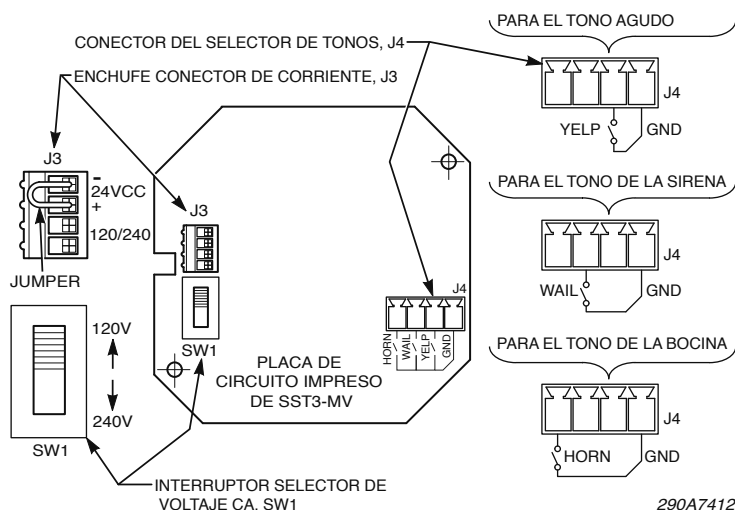 CONECTOR DEL SELECTOR DE TONOS, J4
ENCHUFE CONECTOR DE CORRIENTE, J3
J3
-
24VCC
+
120/240
JUMPER
120V
240V
SW1
J3
SW1
J4
HORN
WAIL
YELP
GND
PLACA DE
CIRCUITO IMPRESO
DE SST3-MV
INTERRUPTOR SELECTOR DE
VOLTAJE CA, SW1
PARA EL TONO AGUDO
J4
YELP GND
PARA EL TONO DE LA SIRENA
J4
WAIL GND
PARA EL TONO DE LA BOCINA
J4
HORN GND
290A7412